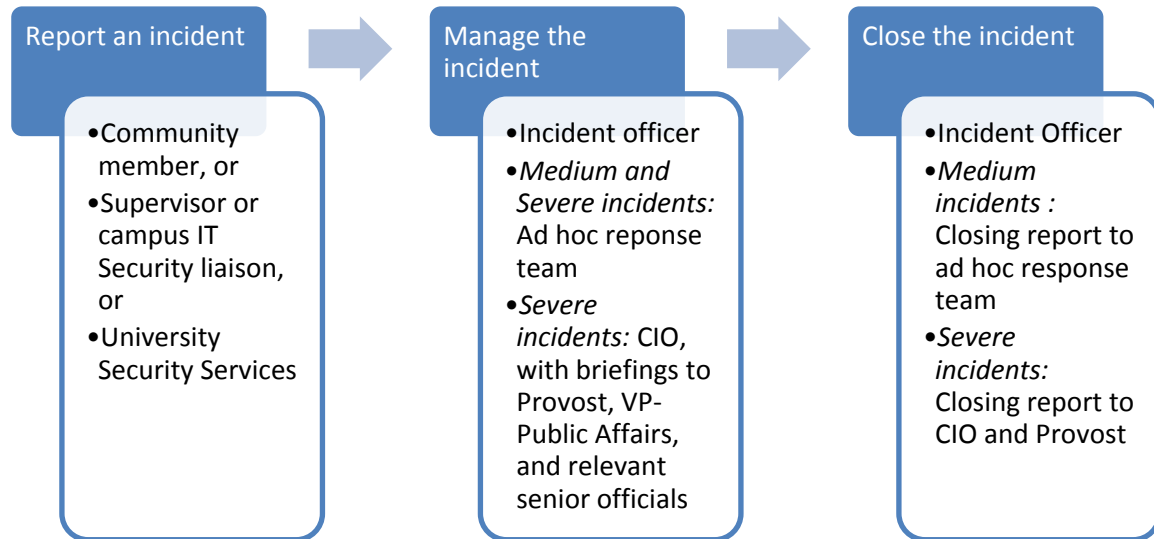 Report an incident
•Community
member, or
•Supervisor or
campus IT
Security liaison,
or
•University
Security Services
Manage the
incident
•Incident officer
•Medium and
Severe incidents:
Ad hoc reponse
team
•Severe
incidents: CIO,
with briefings to
Provost, VP-
Public Affairs,
and relevant
senior officials
Close the incident
•Incident Officer
•Medium
incidents :
Closing report to
ad hoc response
team
•Severe
incidents:
Closing report to
CIO and Provost